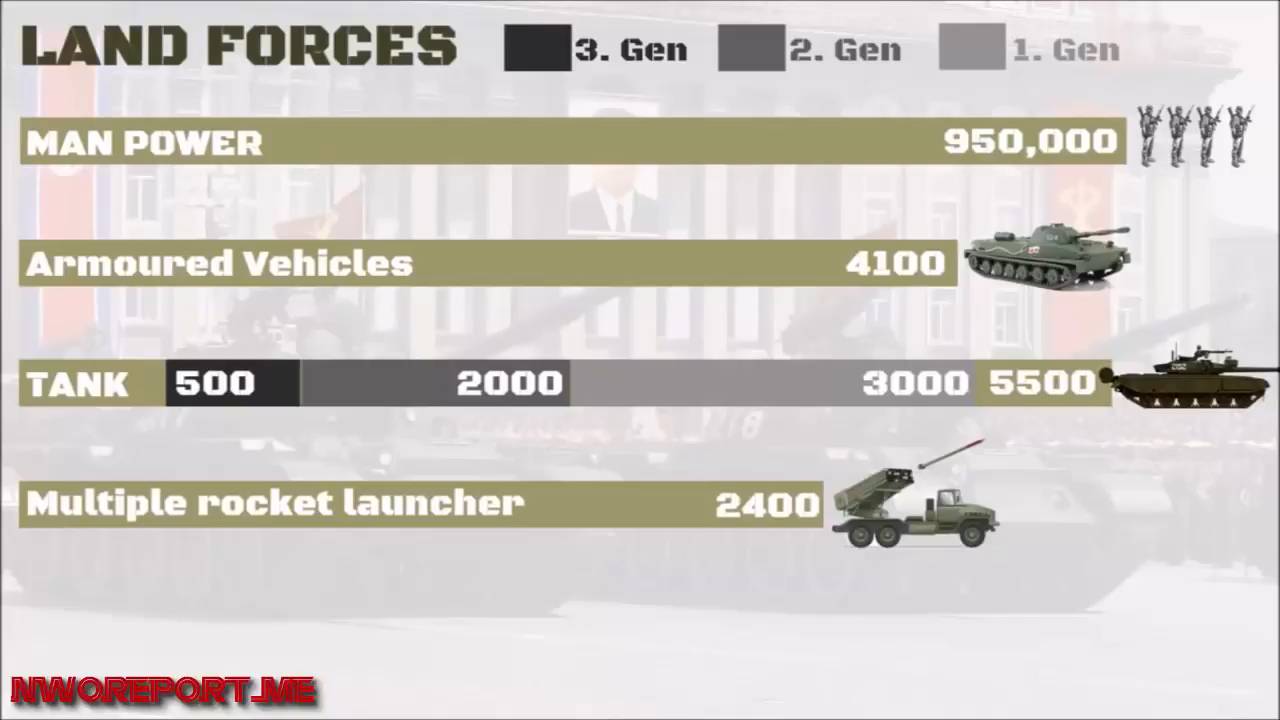 LAND FORCES 3. Gen 2. Gen 1. Gen
MAN POWER 950,000
Armoured Vehicles 4100
TANK 500 2000 3000 5500
Multiple rocket launcher 2400
NWOREPORT.ME